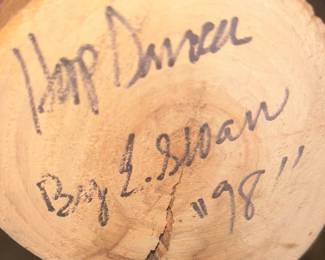 Hoop Dancer
By E. Sloan
"98"